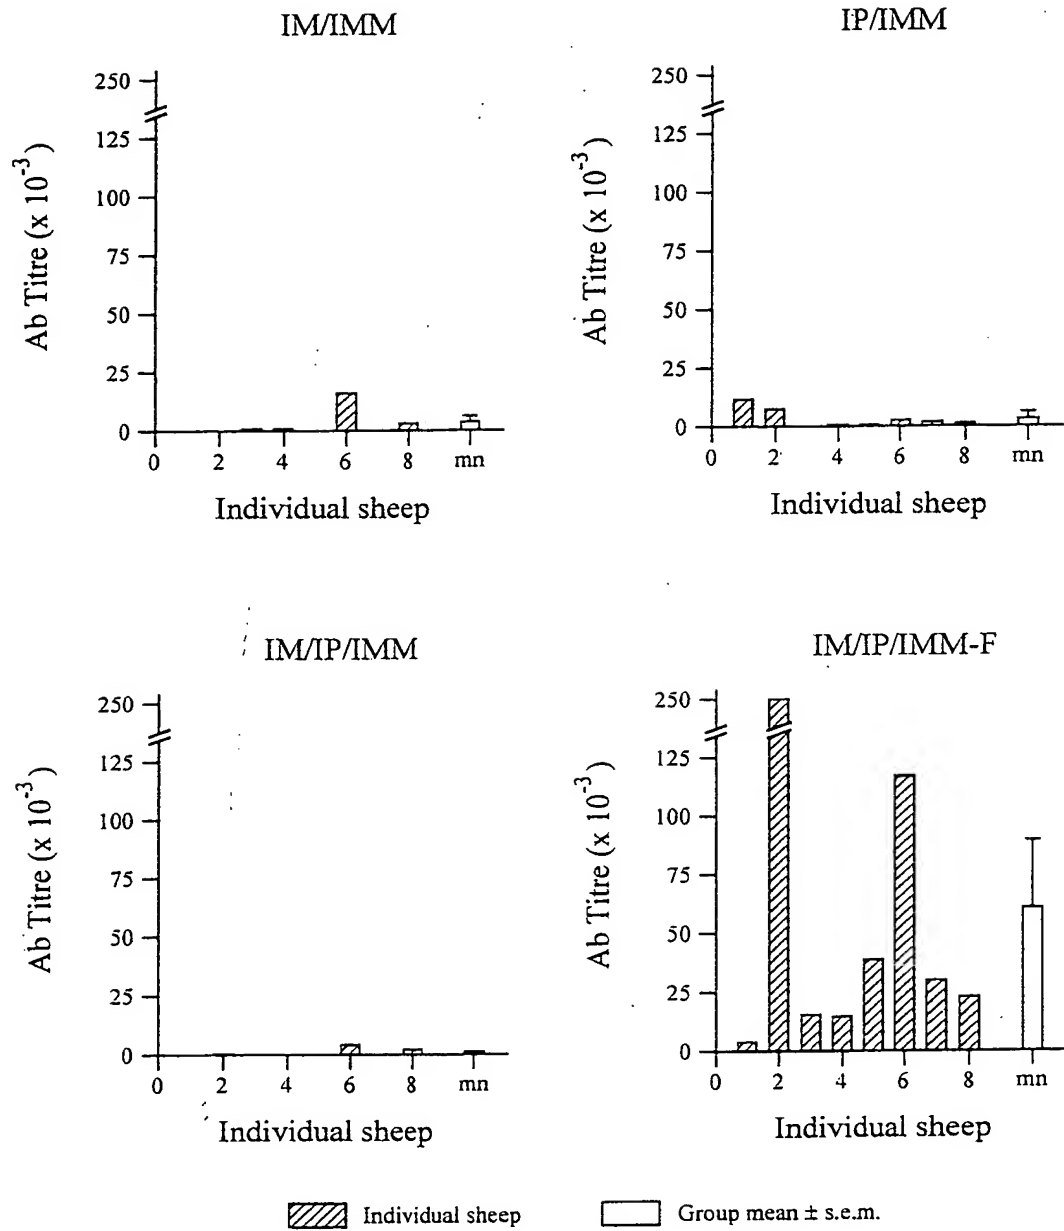 IM/IMM
Ab Titre (x 10⁻³)
250
125
100
75
50
25
0
0 2 4 6 8 mn
Individual sheep
IP/IMM
Ab Titre (x 10⁻³)
250
125
100
75
50
25
0
0 2 4 6 8 mn
Individual sheep
IM/IP/IMM
Ab Titre (x 10⁻³)
250
125
100
75
50
25
0
0 2 4 6 8 mn
Individual sheep
IM/IP/IMM-F
Ab Titre (x 10⁻³)
250
125
100
75
50
25
0
0 2 4 6 8 mn
Individual sheep
Individual sheep
Group mean ± s.e.m.